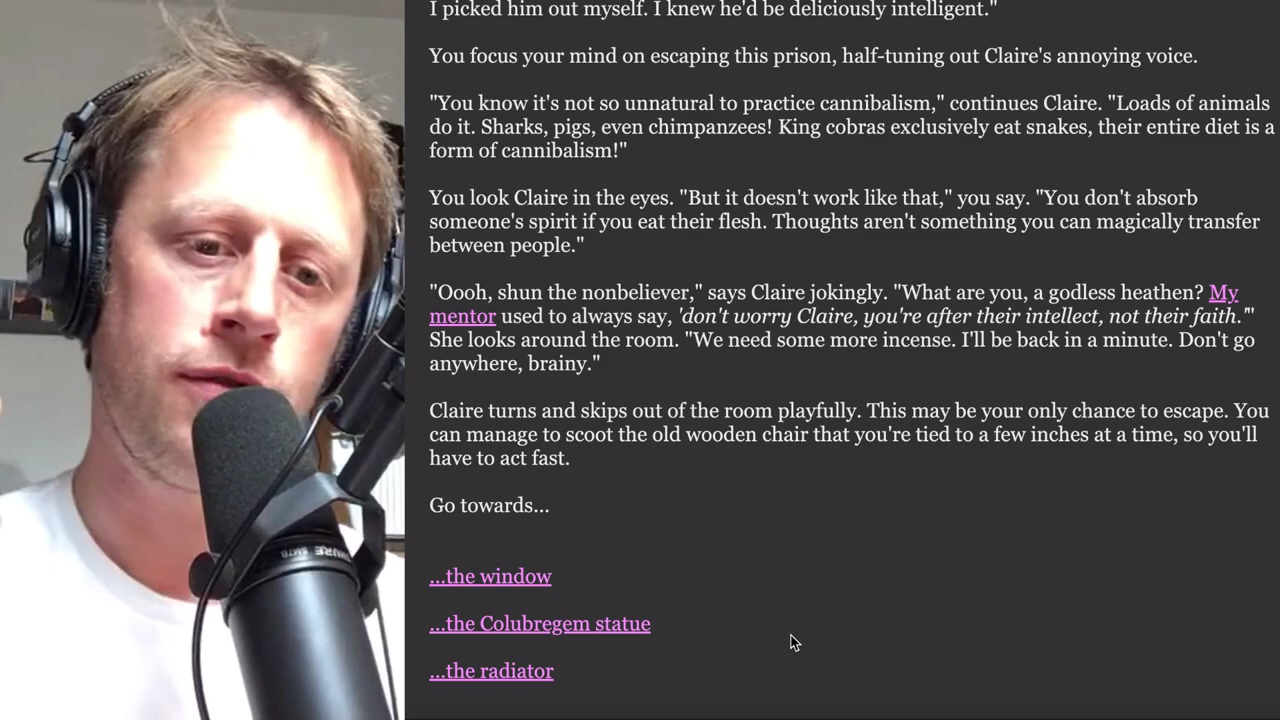 I picked him out myself. I knew he'd be deliciously intelligent."
You focus your mind on escaping this prison, half-tuning out Claire's annoying voice.
"You know it's not so unnatural to practice cannibalism," continues Claire. "Loads of animals
do it. Sharks, pigs, even chimpanzees! King cobras exclusively eat snakes, their entire diet is a
form of cannibalism!"
You look Claire in the eyes. "But it doesn't work like that," you say. "You don't absorb
someone's spirit if you eat their flesh. Thoughts aren't something you can magically transfer
between people."
"Oooh, shun the nonbeliever," says Claire jokingly. "What are you, a godless heathen? My
mentor used to always say, 'don't worry Claire, you're after their intellect, not their faith.'"
She looks around the room. "We need some more incense. I'll be back in a minute. Don't go
anywhere, brainy."
Claire turns and skips out of the room playfully. This may be your only chance to escape. You
can manage to scoot the old wooden chair that you're tied to a few inches at a time, so you'll
have to act fast.
Go towards...
...the window
...the Colubregem statue
...the radiator
SHURE SM7B